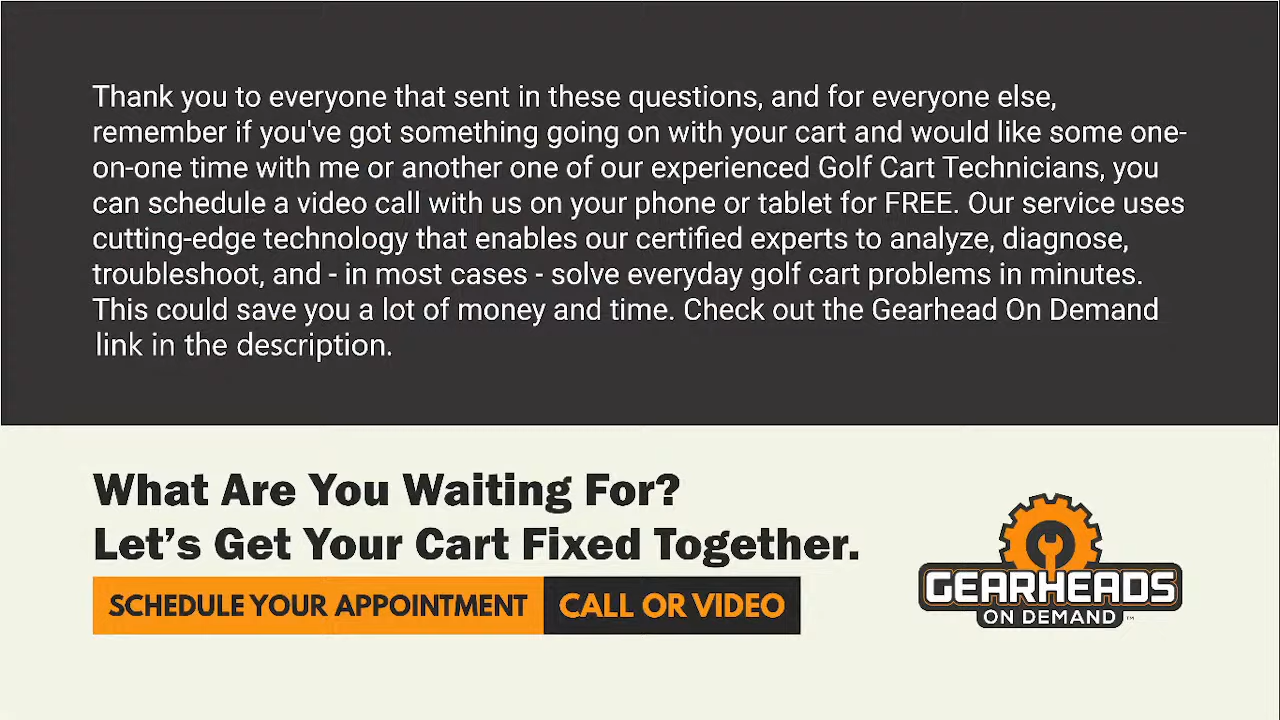 Thank you to everyone that sent in these questions, and for everyone else,
remember if you've got something going on with your cart and would like some one-
on-one time with me or another one of our experienced Golf Cart Technicians, you
can schedule a video call with us on your phone or tablet for FREE. Our service uses
cutting-edge technology that enables our certified experts to analyze, diagnose,
troubleshoot, and - in most cases - solve everyday golf cart problems in minutes.
This could save you a lot of money and time. Check out the Gearhead On Demand
link in the description.
What Are You Waiting For?
Let’s Get Your Cart Fixed Together.
SCHEDULE YOUR APPOINTMENT CALL OR VIDEO
GEARHEADS
ON DEMAND™